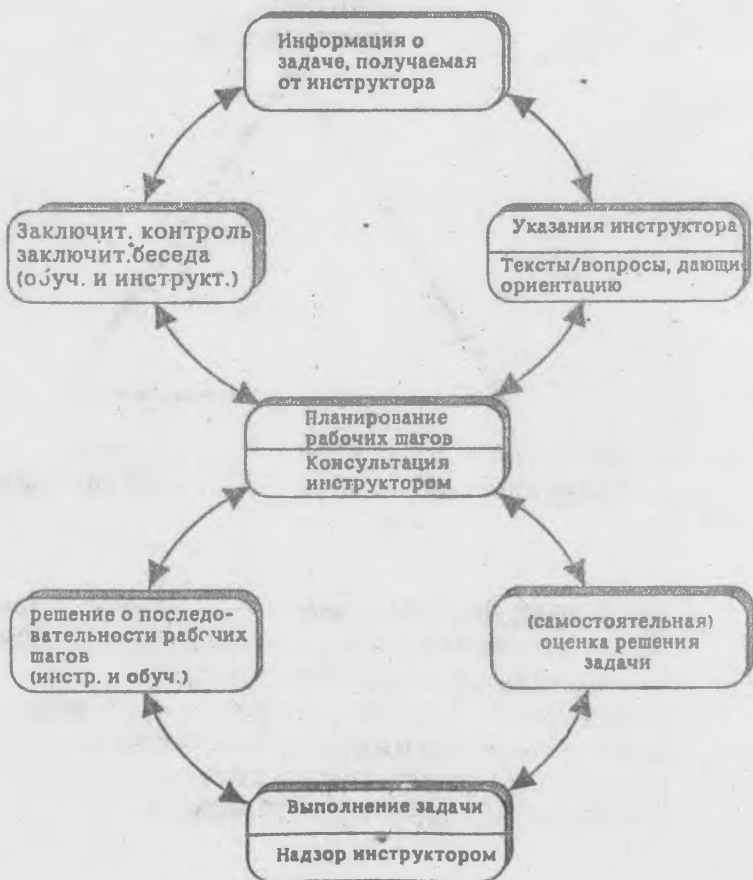 Информация о
задаче, получаемая
от инструктора
Заключит. контроль
заключит.беседа
(обуч. и инструкт.)
Указания инструктора
Тексты/вопросы, дающи
ориентацию
Планирование
рабочих шагов
Консультация
инструктором
решение о последо-
вательности рабочих
шагов
(инстр. и обуч.)
(самостоятельная)
оценка решения
задачи
Выполнение задачи
Надзор инструктором